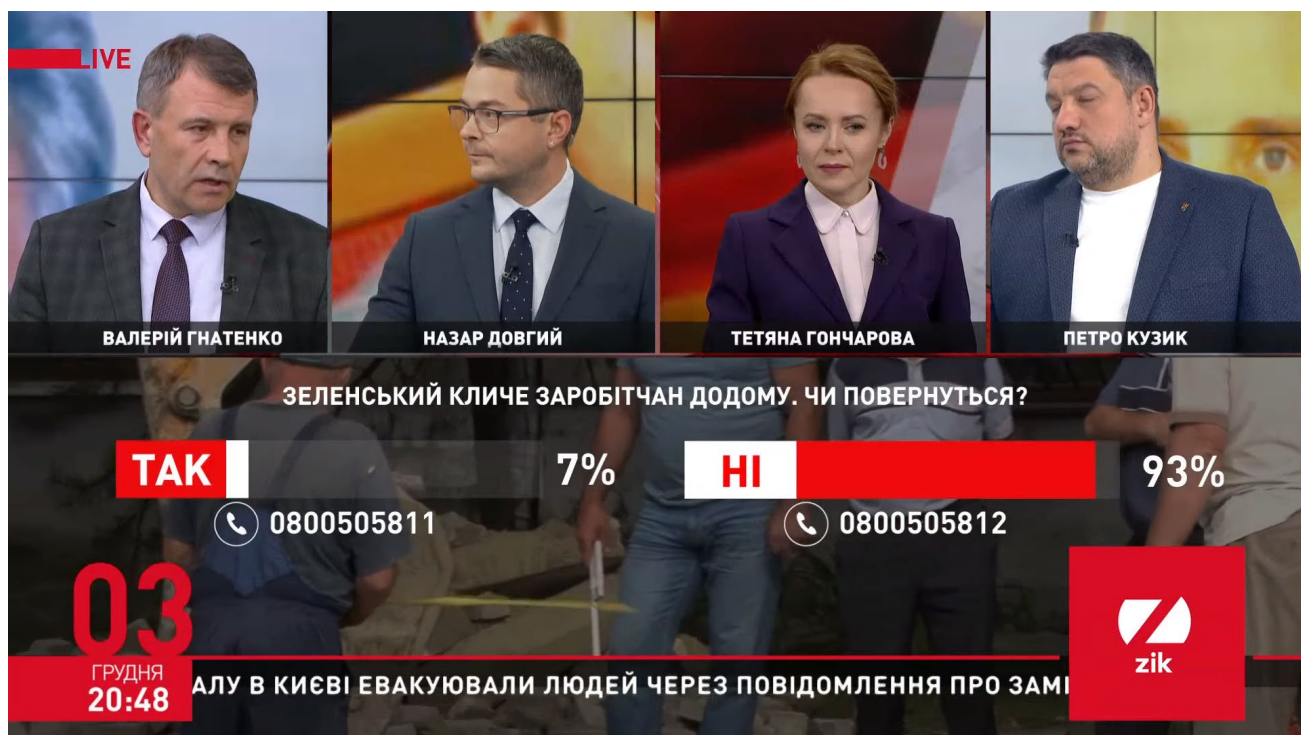 LIVE
ВАЛЕРІЙ ГНАТЕНКО
НАЗАР ДОВГИЙ
ТЕТЯНА ГОНЧАРОВА
ПЕТРО КУЗИК
ЗЕЛЕНСЬКИЙ КЛИЧЕ ЗАРОБІТЧАН ДОДОМУ. ЧИ ПОВЕРНУТЬСЯ?
ТАК 7%
НІ 93%
0800505811
0800505812
03
ГРУДНЯ
20:48
АЛУ В КИЄВІ ЕВАКУЮВАЛИ ЛЮДЕЙ ЧЕРЕЗ ПОВІДОМЛЕННЯ ПРО ЗАМІ
zik